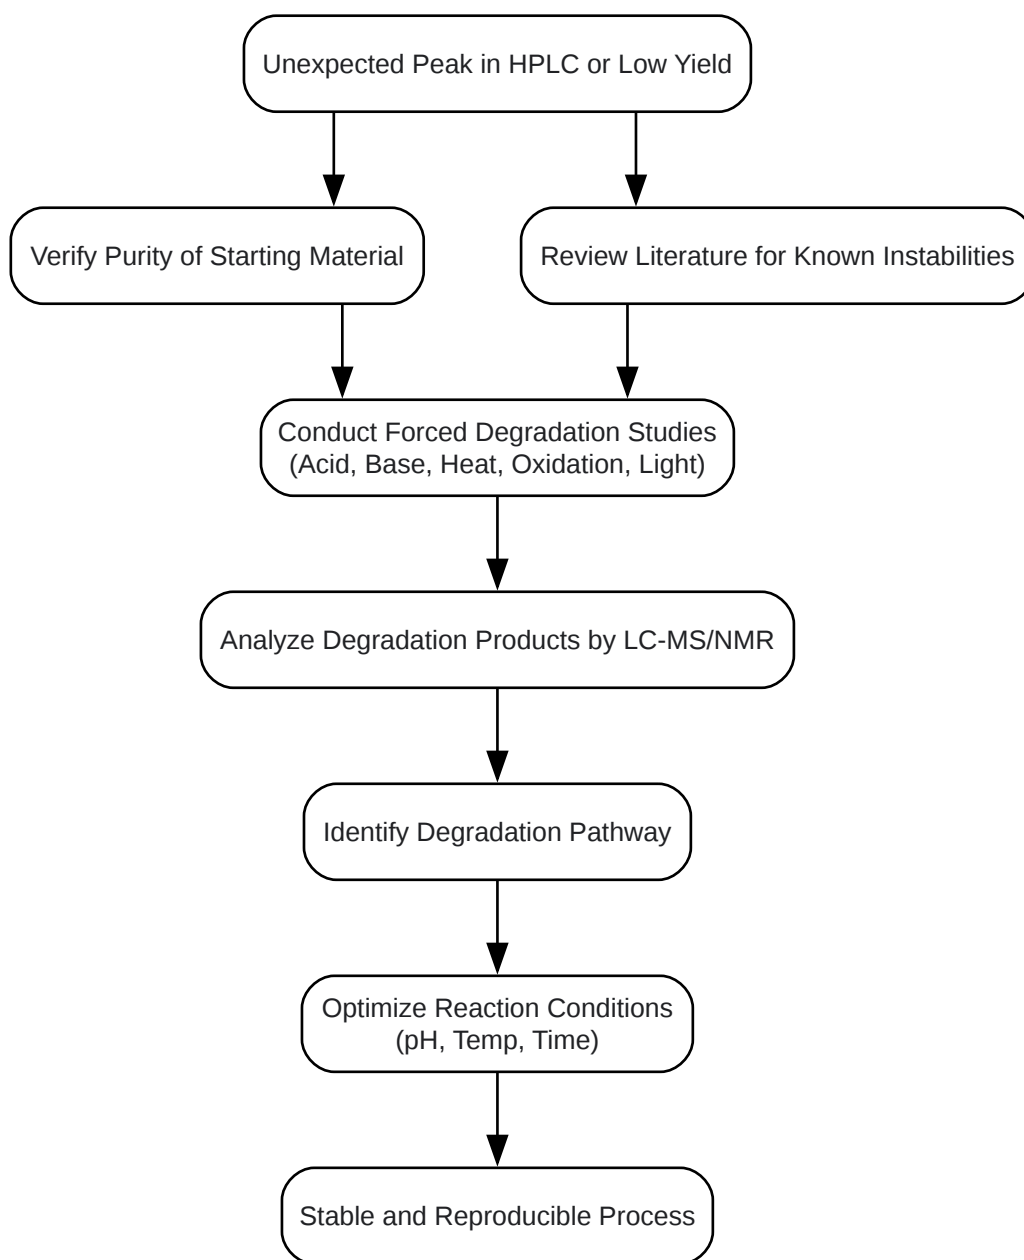 Unexpected Peak in HPLC or Low Yield
Verify Purity of Starting Material
Review Literature for Known Instabilities
Conduct Forced Degradation Studies
(Acid, Base, Heat, Oxidation, Light)
Analyze Degradation Products by LC-MS/NMR
Identify Degradation Pathway
Optimize Reaction Conditions
(pH, Temp, Time)
Stable and Reproducible Process